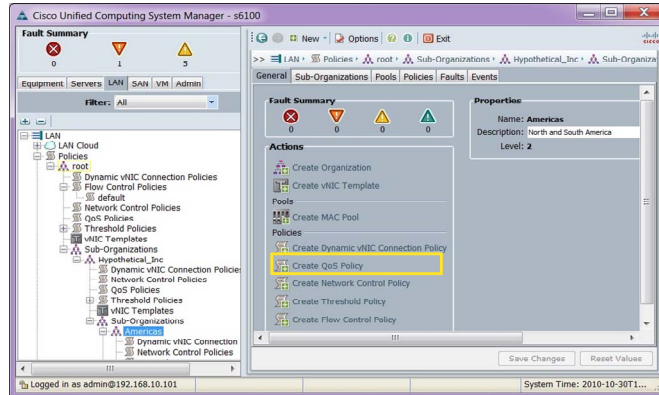 Cisco Unified Computing System Manager - s6100
Fault Summary
0 1 5
Equipment Servers LAN SAN VM Admin
Filter: All
LAN
LAN Cloud
Policies
root
Dynamic vNIC Connection Policies
Flow Control Policies
default
Network Control Policies
QoS Policies
Threshold Policies
vNIC Templates
Sub-Organizations
Hypothetical_Inc
Dynamic vNIC Connection Policies
Network Control Policies
QoS Policies
Threshold Policies
vNIC Templates
Sub-Organizations
Americas
Dynamic vNIC Connection
Network Control Policies
New Options Exit
cisco
>> LAN Policies root Sub-Organizations Hypothetical_Inc Sub-Organiza
General Sub-Organizations Pools Policies Faults Events
Fault Summary
0 0 0 0
Actions
Create Organization
Create vNIC Template
Pools
Create MAC Pool
Policies
Create Dynamic vNIC Connection Policy
Create QoS Policy
Create Network Control Policy
Create Threshold Policy
Create Flow Control Policy
Properties
Name: Americas
Description: North and South America
Level: 2
Save Changes Reset Values
Logged in as admin@192.168.10.101
System Time: 2010-10-30T1...